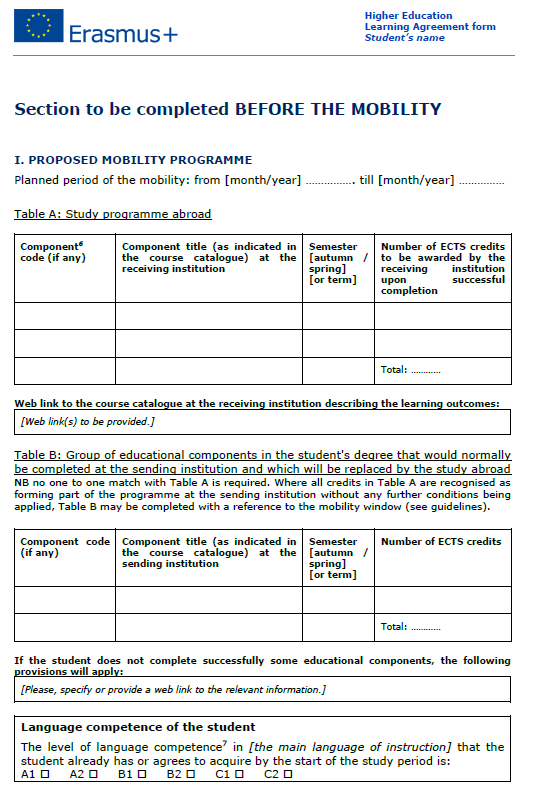 Erasmus+
Higher Education
Learning Agreement form
Student's name
Section to be completed BEFORE THE MOBILITY
I. PROPOSED MOBILITY PROGRAMME
Planned period of the mobility: from [month/year] ……………. till [month/year] ……………
Table A: Study programme abroad
Component⁶
code (if any)
Component title (as indicated in
the course catalogue) at the
receiving institution
Semester
[autumn /
spring]
[or term]
Number of ECTS credits
to be awarded by the
receiving institution
upon successful
completion
Total: …………
Web link to the course catalogue at the receiving institution describing the learning outcomes:
[Web link(s) to be provided.]
Table B: Group of educational components in the student's degree that would normally
be completed at the sending institution and which will be replaced by the study abroad
NB no one to one match with Table A is required. Where all credits in Table A are recognised as
forming part of the programme at the sending institution without any further conditions being
applied, Table B may be completed with a reference to the mobility window (see guidelines).
Component code
(if any)
Component title (as indicated in
the course catalogue) at the
sending institution
Semester
[autumn /
spring]
[or term]
Number of ECTS credits
Total: …………
If the student does not complete successfully some educational components, the following
provisions will apply:
[Please, specify or provide a web link to the relevant information.]
Language competence of the student
The level of language competence⁷ in [the main language of instruction] that the
student already has or agrees to acquire by the start of the study period is:
A1 ☐ A2 ☐ B1 ☐ B2 ☐ C1 ☐ C2 ☐